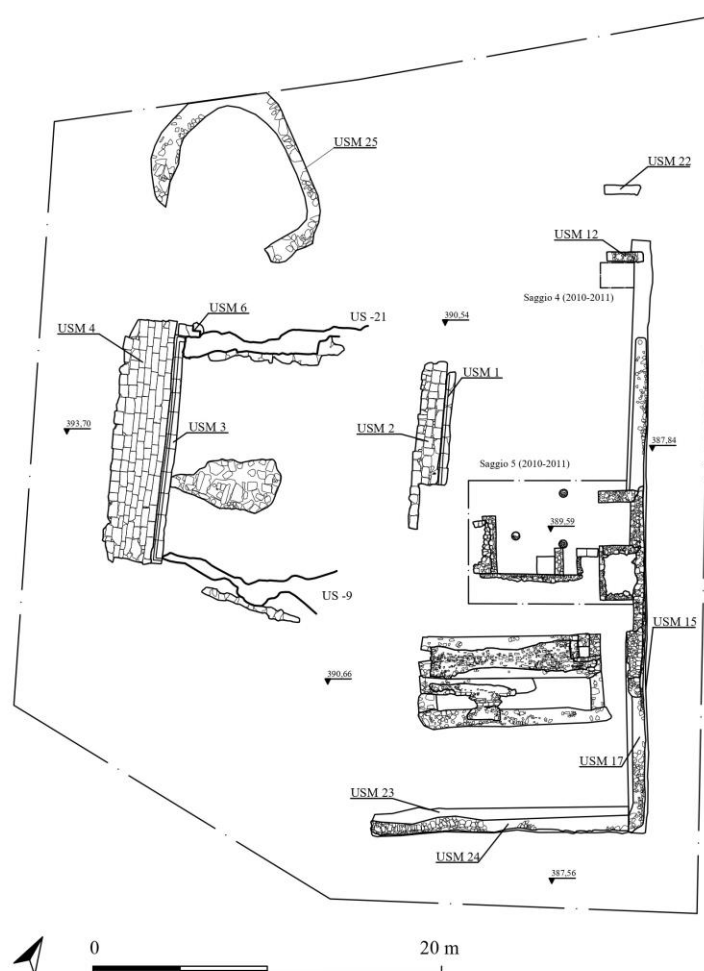 USM 25
USM 22
USM 12
Saggio 4 (2010-2011)
USM 6
US -21
390,54
USM 4
USM 1
393,70
USM 3
USM 2
387,84
Saggio 5 (2010-2011)
389,59
US -9
USM 15
390,66
USM 17
USM 23
USM 24
387,56
0
20 m